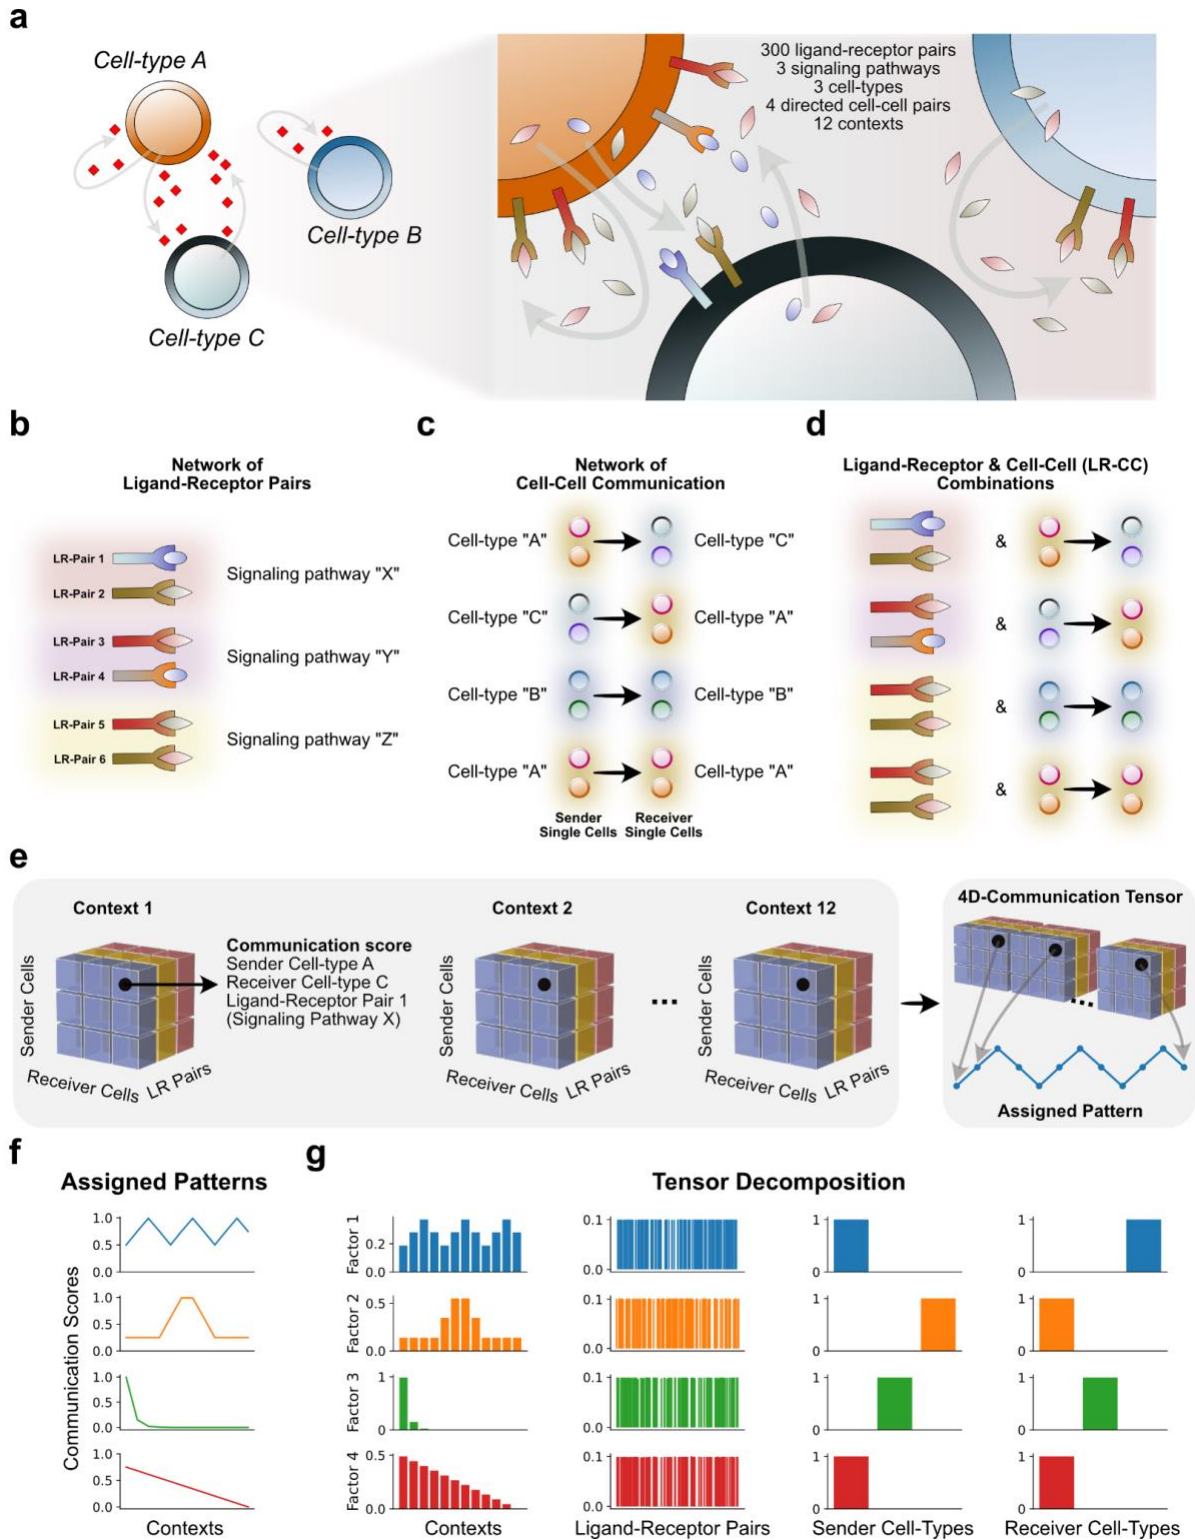 a
Cell-type A
Cell-type B
Cell-type C
300 ligand-receptor pairs
3 signaling pathways
3 cell-types
4 directed cell-cell pairs
12 contexts
b
Network of
Ligand-Receptor Pairs
LR-Pair 1
LR-Pair 2
Signaling pathway "X"
LR-Pair 3
LR-Pair 4
Signaling pathway "Y"
LR-Pair 5
LR-Pair 6
Signaling pathway "Z"
c
Network of
Cell-Cell Communication
Cell-type "A"
Cell-type "C"
Cell-type "C"
Cell-type "A"
Cell-type "B"
Cell-type "B"
Cell-type "A"
Cell-type "A"
Sender
Single Cells
Receiver
Single Cells
d
Ligand-Receptor & Cell-Cell (LR-CC)
Combinations
&
&
&
&
e
Context 1
Sender Cells
Receiver Cells
LR Pairs
Communication score
Sender Cell-type A
Receiver Cell-type C
Ligand-Receptor Pair 1
(Signaling Pathway X)
Context 2
Sender Cells
Receiver Cells
LR Pairs
...
Context 12
Sender Cells
Receiver Cells
LR Pairs
4D-Communication Tensor
....
Assigned Pattern
f
Assigned Patterns
Communication Scores
1.0
0.5
0.0
1.0
0.5
0.0
1.0
0.5
0.0
1.0
0.5
0.0
Contexts
g
Tensor Decomposition
Factor 1
0.2
0.0
0.1
0.0
1
0
1
0
Factor 2
0.5
0.0
0.1
0.0
1
0
1
0
Factor 3
1
0
0.1
0.0
1
0
1
0
Factor 4
0.5
0.0
0.1
0.0
1
0
1
0
Contexts
Ligand-Receptor Pairs
Sender Cell-Types
Receiver Cell-Types